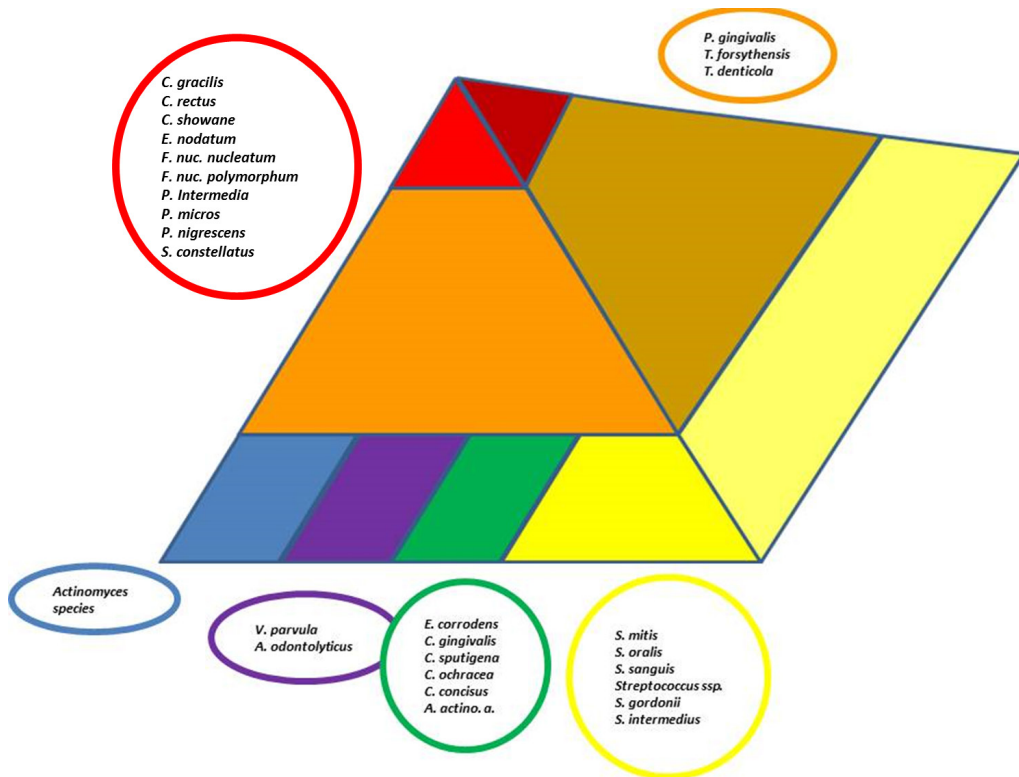 P. gingivalis
T. forsythensis
T. denticola
C. gracilis
C. rectus
C. showane
E. nodatum
F. nuc. nucleatum
F. nuc. polymorphum
P. Intermedia
P. micros
P. nigrescens
S. constellatus
Actinomyces
species
V. parvula
A. odontolyticus
E. corrodens
C. gingivalis
C. sputigena
C. ochracea
C. concisus
A. actino. a.
S. mitis
S. oralis
S. sanguis
Streptococcus ssp.
S. gordonii
S. intermedius